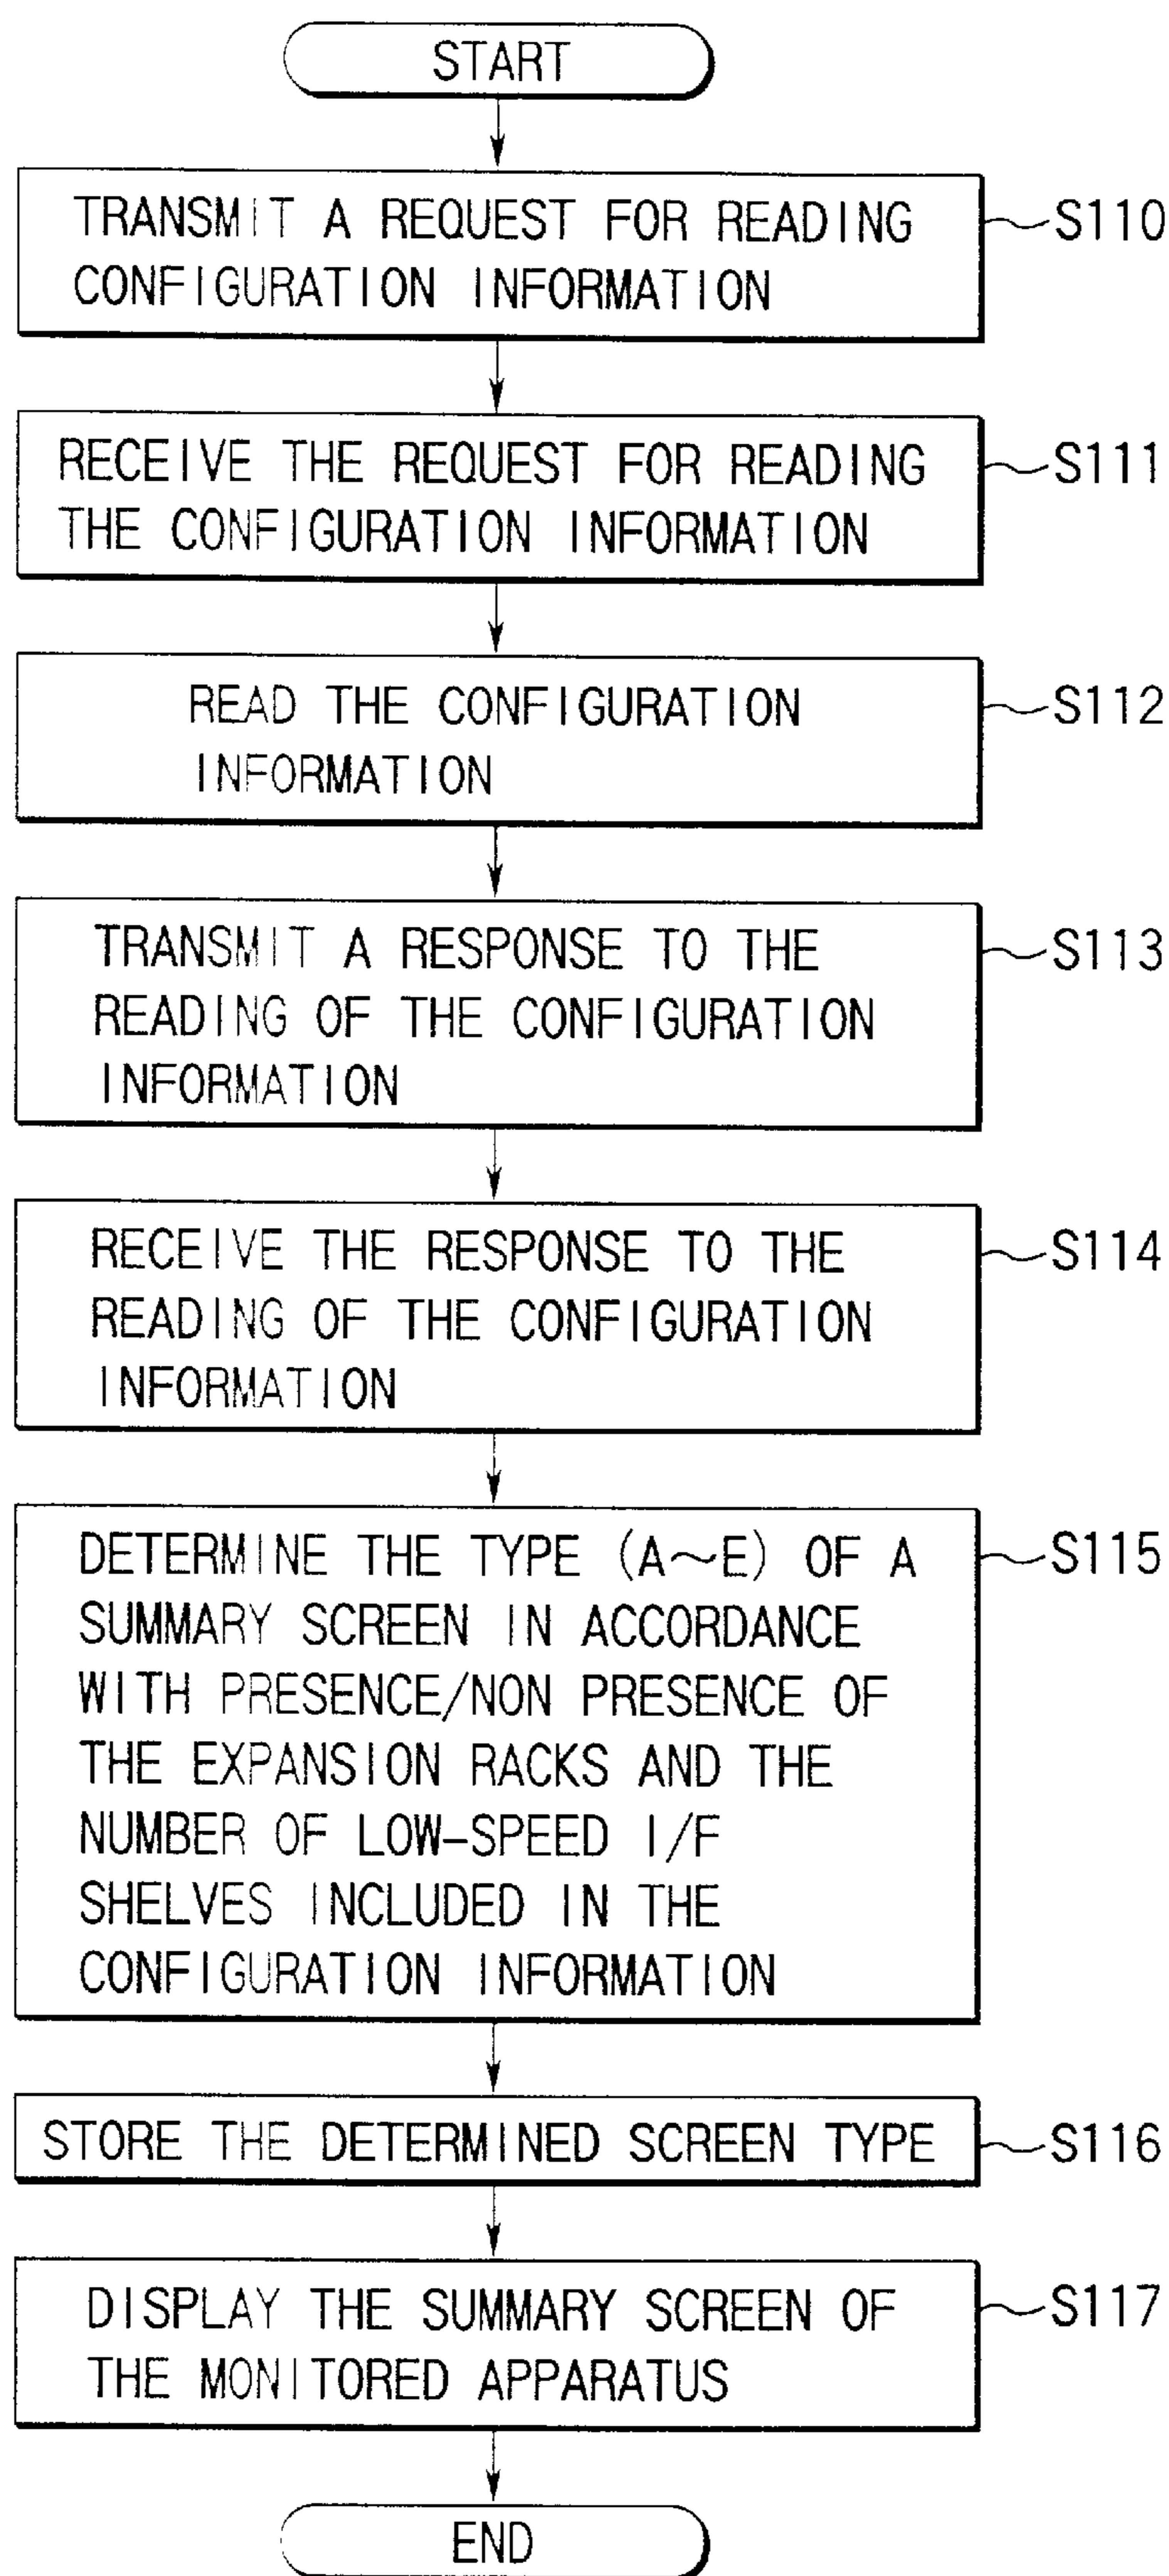 START
TRANSMIT A REQUEST FOR READING
CONFIGURATION INFORMATION
S110
RECEIVE THE REQUEST FOR READING
THE CONFIGURATION INFORMATION
S111
READ THE CONFIGURATION
INFORMATION
S112
TRANSMIT A RESPONSE TO THE
READING OF THE CONFIGURATION
INFORMATION
S113
RECEIVE THE RESPONSE TO THE
READING OF THE CONFIGURATION
INFORMATION
S114
DETERMINE THE TYPE (A~E) OF A
SUMMARY SCREEN IN ACCORDANCE
WITH PRESENCE/NON PRESENCE OF
THE EXPANSION RACKS AND THE
NUMBER OF LOW-SPEED I/F
SHELVES INCLUDED IN THE
CONFIGURATION INFORMATION
S115
STORE THE DETERMINED SCREEN TYPE
S116
DISPLAY THE SUMMARY SCREEN OF
THE MONITORED APPARATUS
S117
END